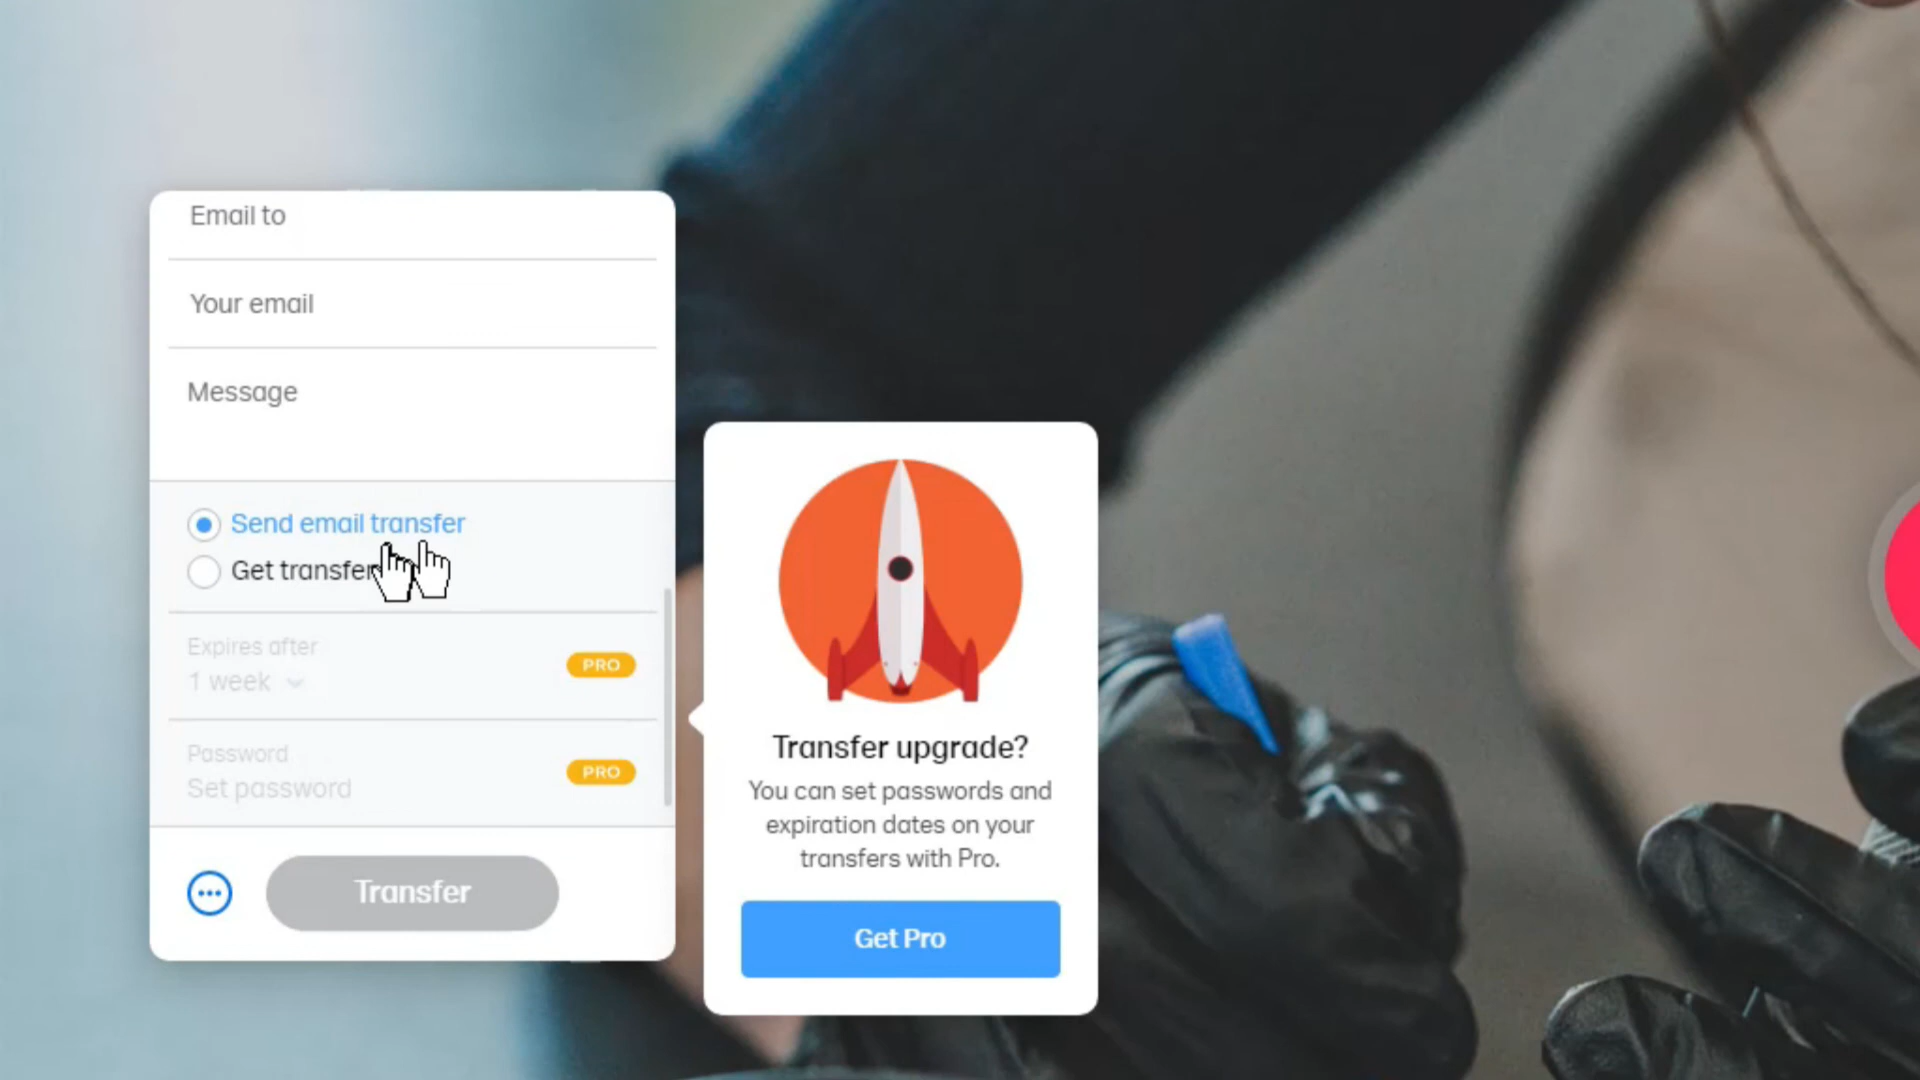 Email to
Your email
Message
Send email transfer
Get transfer
Expires after
1 week
PRO
Password
Set password
PRO
Transfer
Transfer upgrade?
You can set passwords and
expiration dates on your
transfers with Pro.
Get Pro